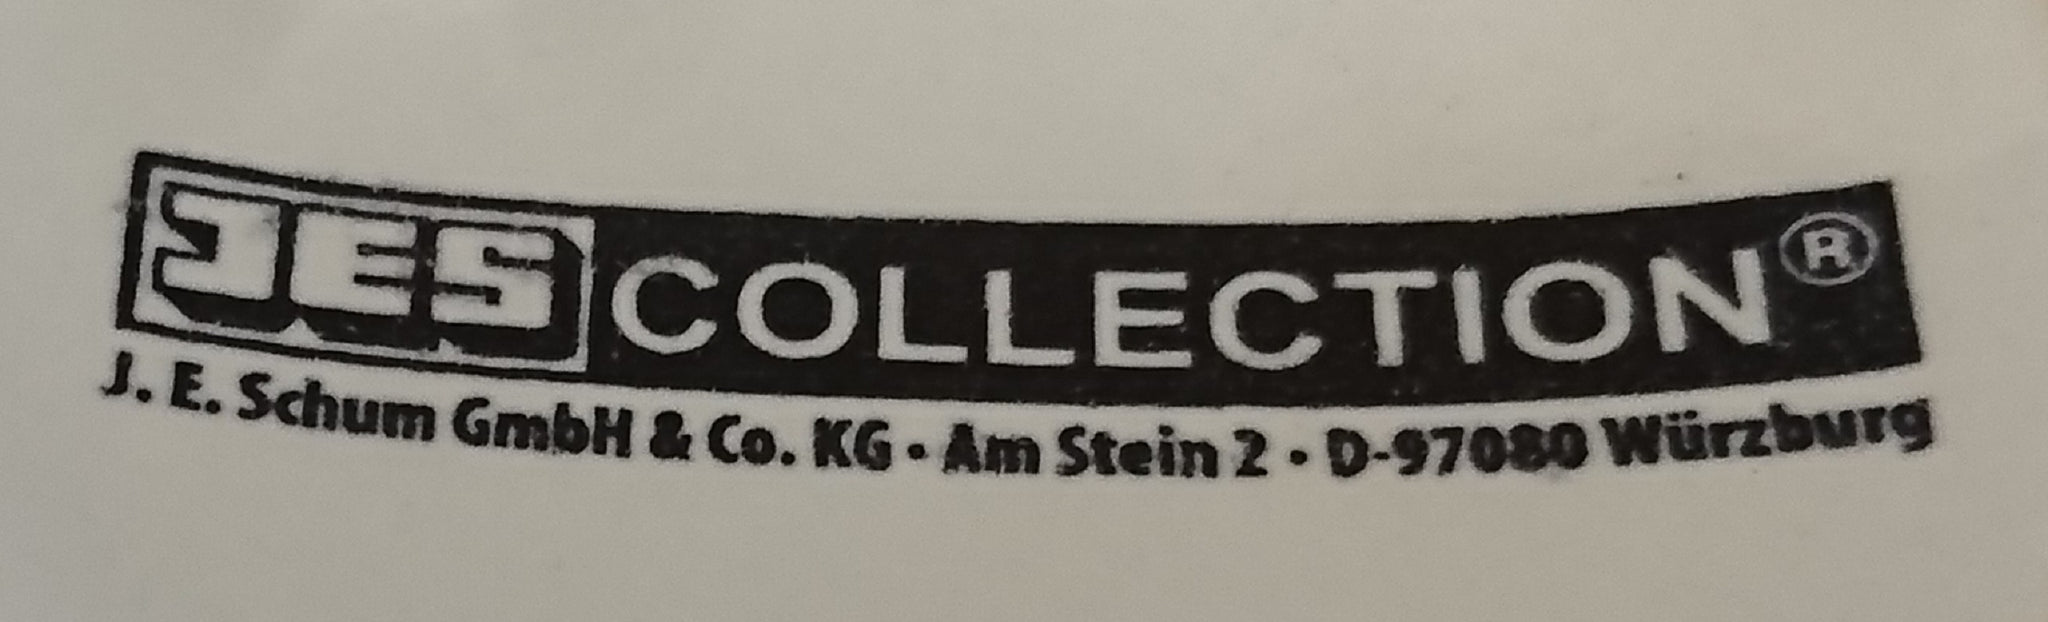 JES COLLECTION®
J. E. Schum GmbH & Co. KG · Am Stein 2 · D-97080 Würzburg